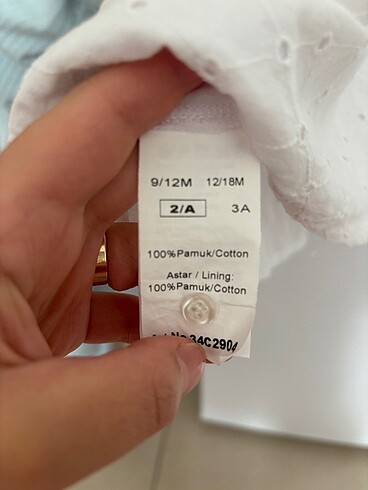 9/12M 12/18M
2/A 3A
100%Pamuk/Cotton
Astar / Lining:
100%Pamuk/Cotton
34C2904